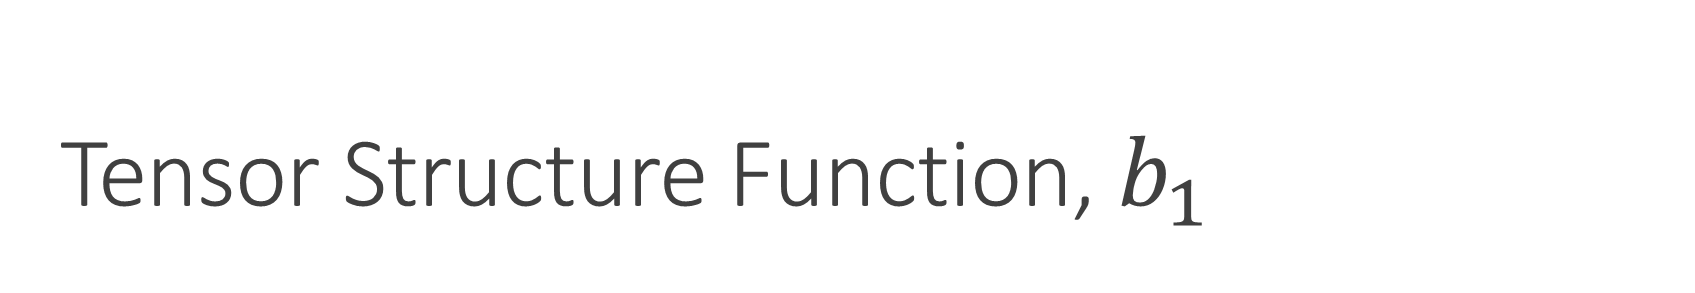 Tensor Structure Function, b₁